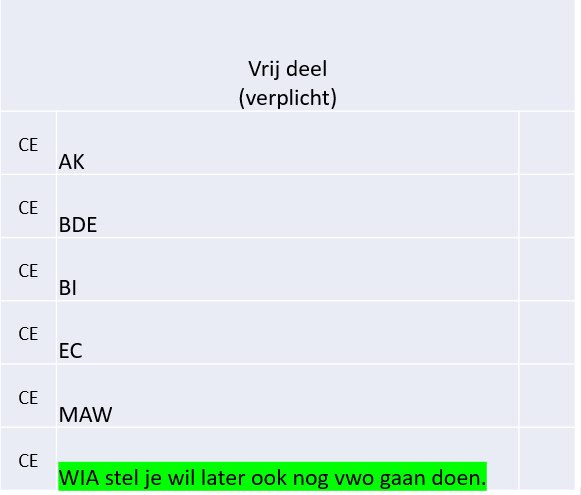 Vrij deel
(verplicht)
CE AK
CE BDE
CE BI
CE EC
CE MAW
CE WIA stel je wil later ook nog vwo gaan doen.